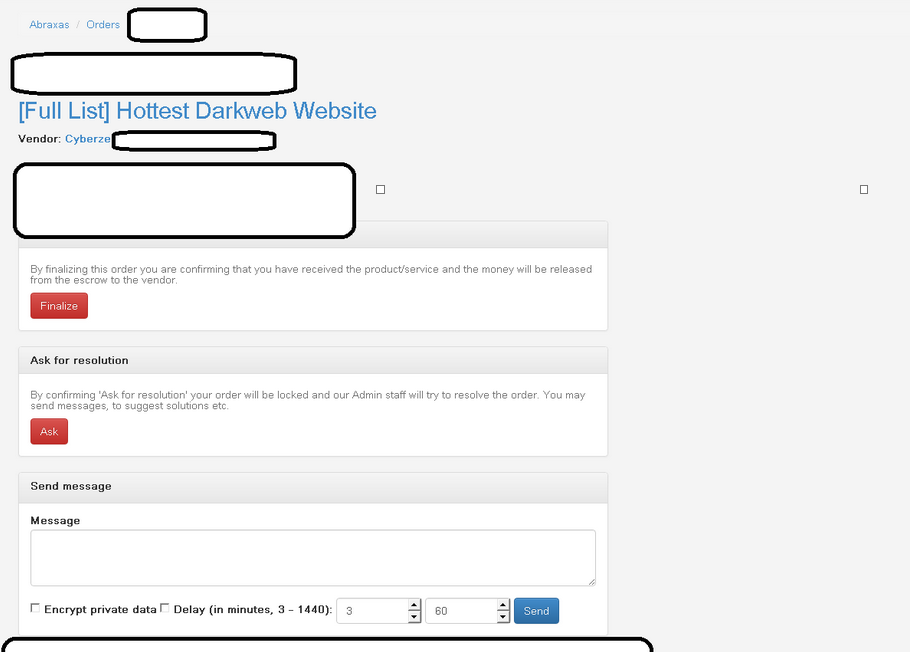 Abraxas / Orders
[Full List] Hottest Darkweb Website
Vendor: Cyberze
By finalizing this order you are confirming that you have received the product/service and the money will be released
from the escrow to the vendor.
Finalize
Ask for resolution
By confirming 'Ask for resolution' your order will be locked and our Admin staff will try to resolve the order. You may
send messages, to suggest solutions etc.
Ask
Send message
Message
Encrypt private data Delay (in minutes, 3 - 1440): 3 60 Send